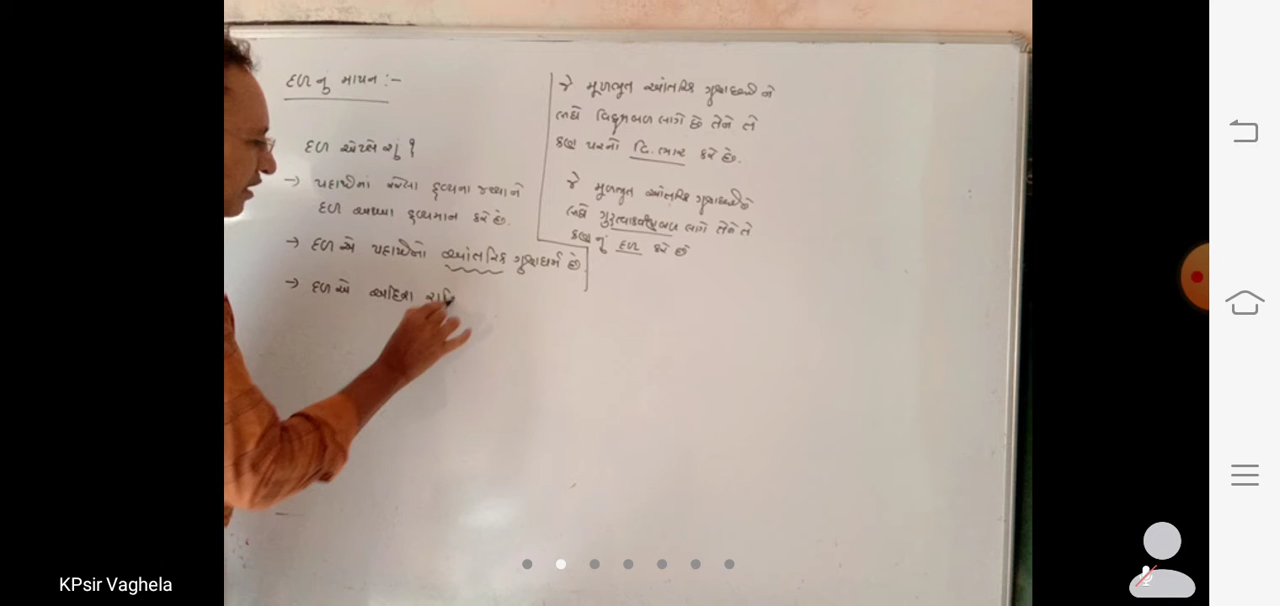 દળનું માપન :-
દળ એટલે શું ?
→ પદાર્થમાં રહેલા દ્રવ્યના જથ્થાને
દળ અથવા દ્રવ્યમાન કહે છે.
→ દળ એ પદાર્થનો આંતરિક ગુણધર્મ છે.
→ દળ એ અદિશ રાશિ
જે મૂળભૂત આંતરિક ગુણધર્મને
લીધે વિદ્યુતબળ લાગે છે તેને તે
કણ પરનો વિ.ભાર કહે છે.
જે મૂળભૂત આંતરિક ગુણધર્મને
લીધે ગુરુત્વાકર્ષણબળ લાગે તેને તે
કણનું દળ કહે છે
KPsir Vaghela